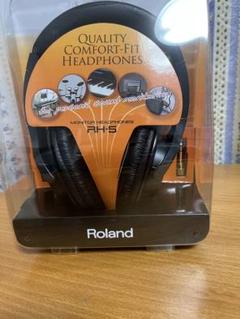 QUALITY
COMFORT-FIT
HEADPHONES
MONITOR HEADPHONES
RH-5
Roland